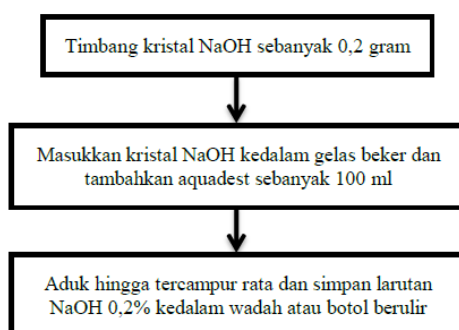 Timbang kristal NaOH sebanyak 0,2 gram
Masukkan kristal NaOH kedalam gelas beker dan
tambahkan aquadest sebanyak 100 ml
Aduk hingga tercampur rata dan simpan larutan
NaOH 0,2% kedalam wadah atau botol berulir